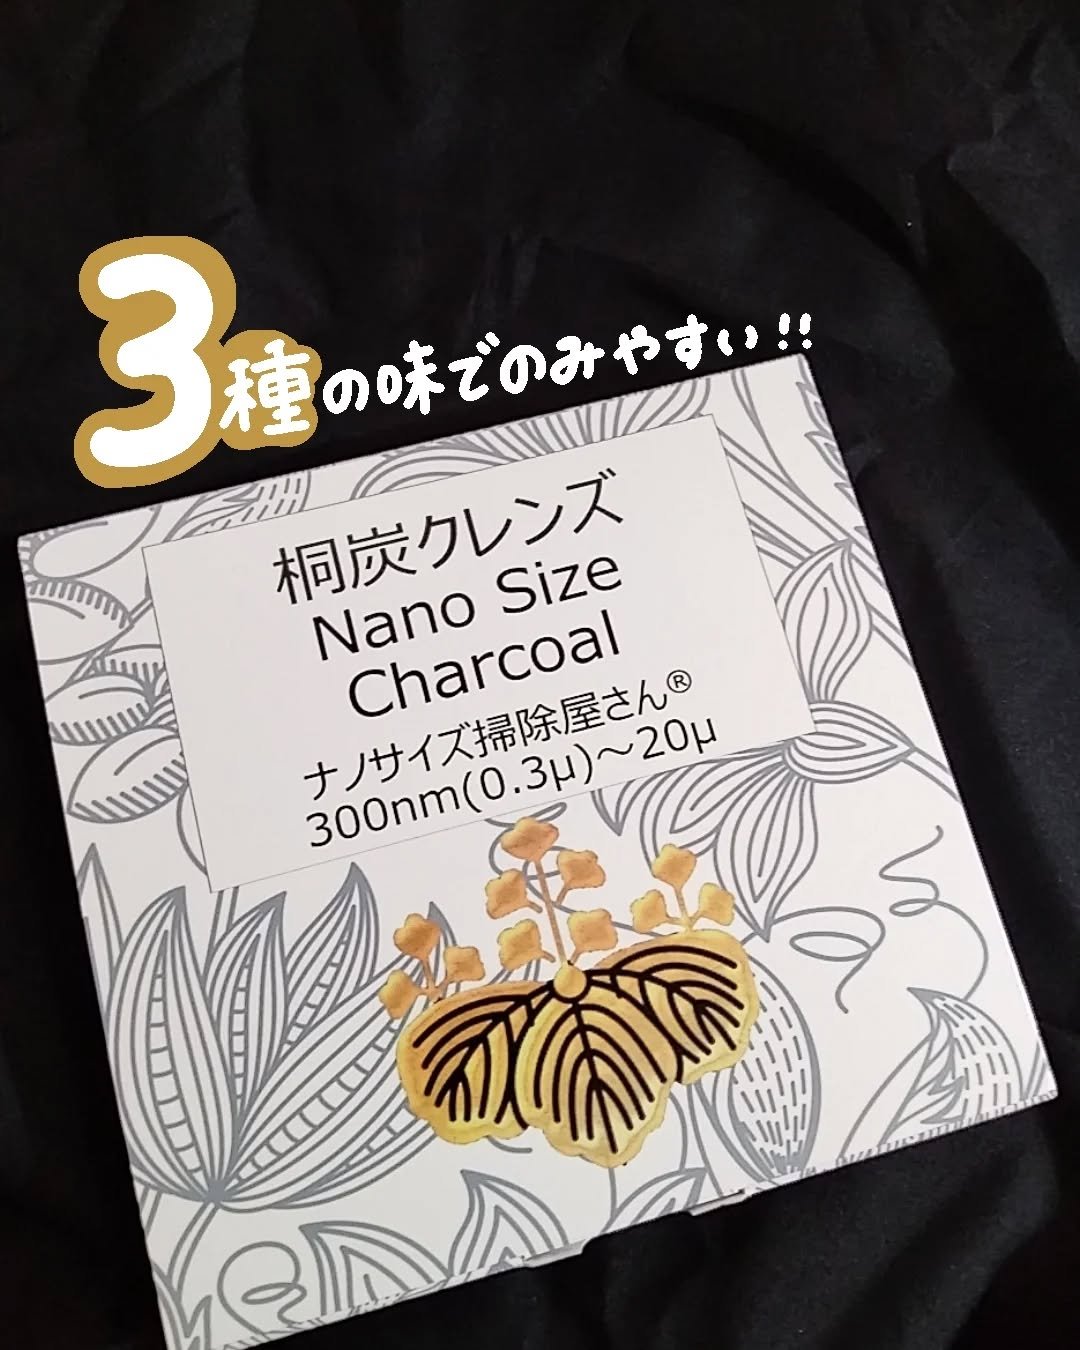 3種の味でのみやすい!!
桐炭クレンズ
Nano Size
Charcoal
ナノサイズ掃除屋さん®
300nm(0.3μ)～20μ